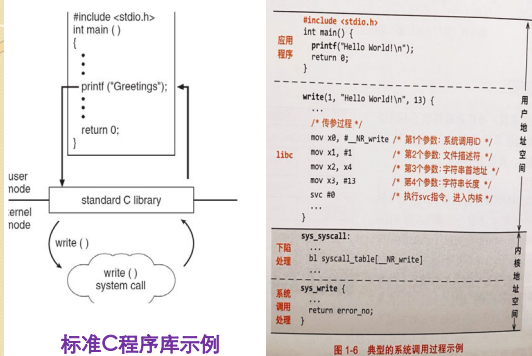 #include <stdio.h>
int main ( )
{
printf ("Greetings");
return 0;
}
user
mode
kernel
mode
standard C library
write ( )
write ( )
system call
标准C程序库示例
应用
程序
#include <stdio.h>
int main() {
printf("Hello World!\n");
return 0;
}
libc
write(1, "Hello World!\n", 13) {
...
/* 传参过程 */
mov x0, #__NR_write /* 第1个参数: 系统调用ID */
mov x1, #1 /* 第2个参数: 文件描述符 */
mov x2, x4 /* 第3个参数: 字符串首地址 */
mov x3, #13 /* 第4个参数: 字符串长度 */
svc #0 /* 执行svc指令, 进入内核 */
...
}
用户地址空间
下陷
处理
sys_syscall:
...
bl syscall_table[__NR_write]
...
系统
调用
处理
sys_write {
...
return error_no;
}
内核地址空间
图 1-6 典型的系统调用过程示例